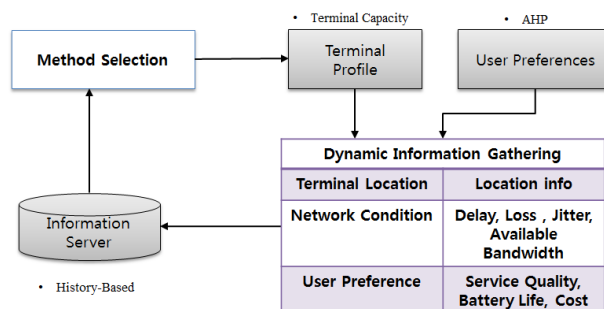 • Terminal Capacity
• AHP
Method Selection
Terminal
Profile
User Preferences
Dynamic Information Gathering
Terminal Location
Location info
Network Condition
Delay, Loss , Jitter,
Available
Bandwidth
User Preference
Service Quality,
Battery Life, Cost
Information
Server
• History-Based